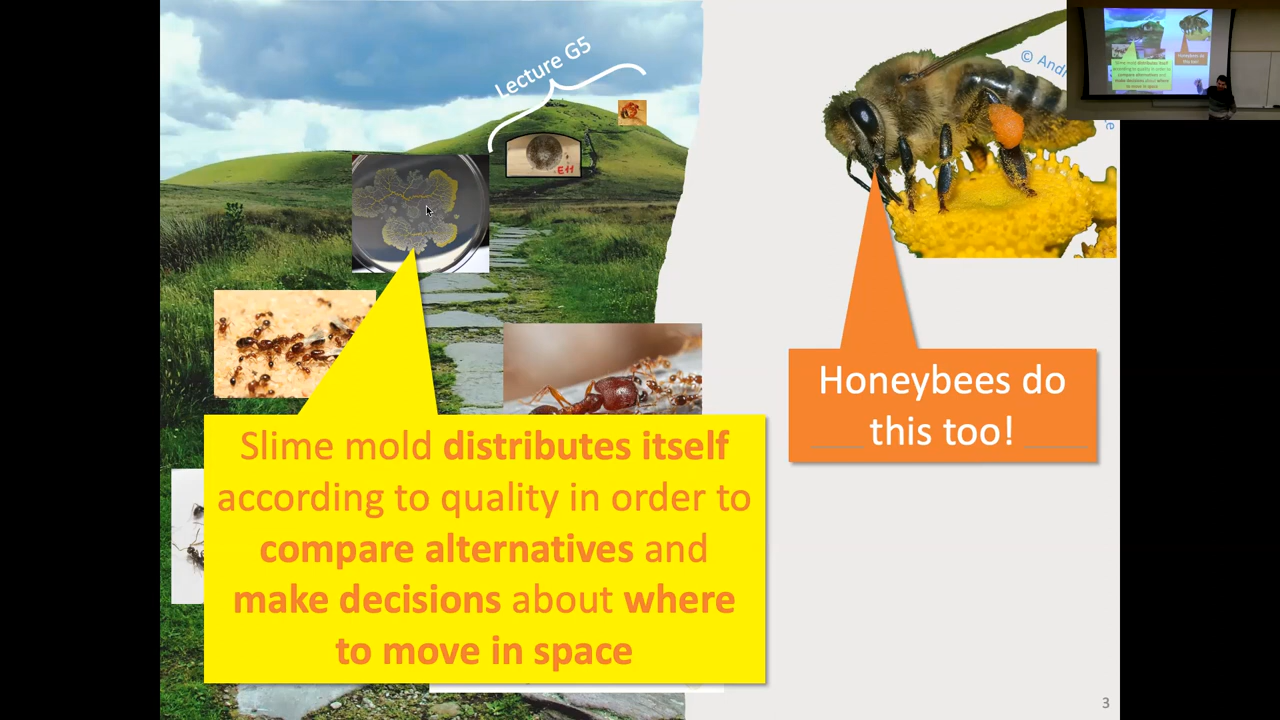 Lecture G5
© And
e
E11
Honeybees do
this too!
Slime mold distributes itself
according to quality in order to
compare alternatives and
make decisions about where
to move in space
3